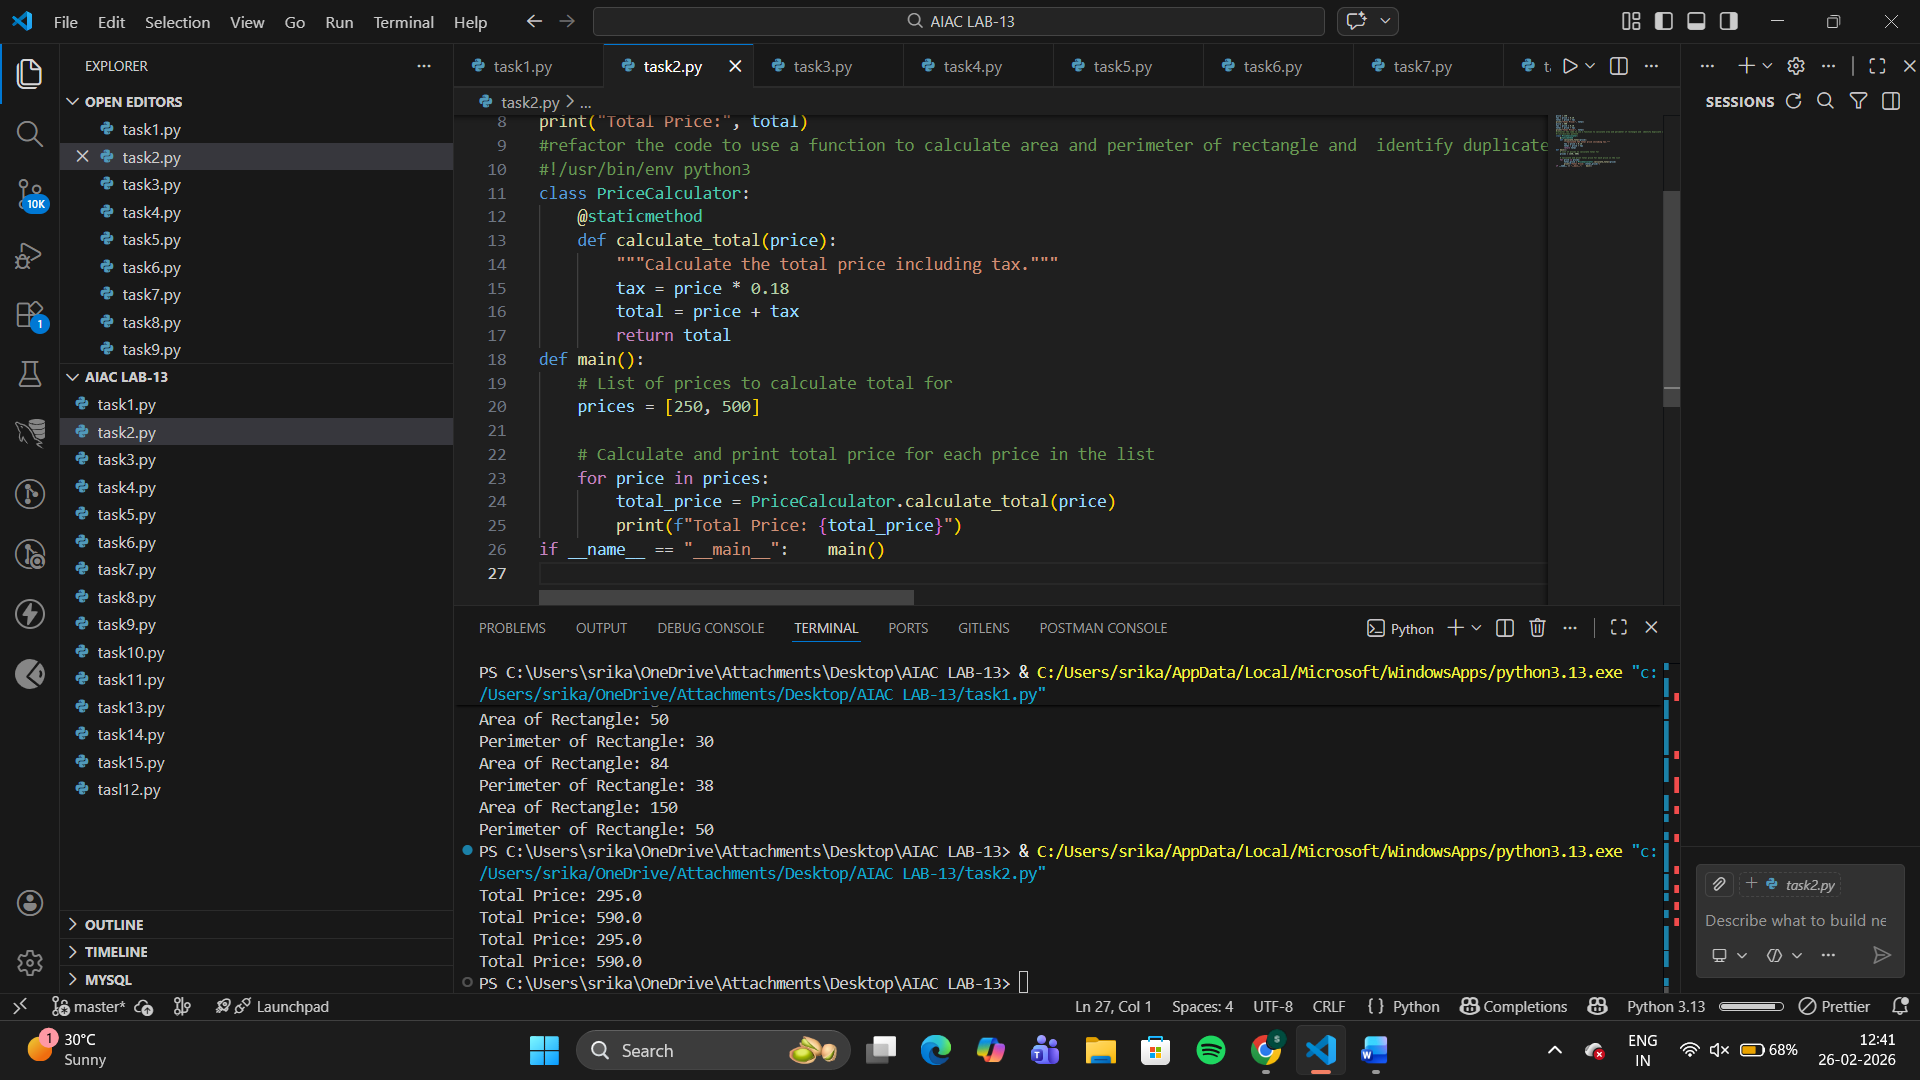 File Edit Selection View Go Run Terminal Help
AIAC LAB-13
EXPLORER
OPEN EDITORS
task1.py
task2.py
task3.py
task4.py
task5.py
task6.py
task7.py
task8.py
task9.py
AIAC LAB-13
task1.py
task2.py
task3.py
task4.py
task5.py
task6.py
task7.py
task8.py
task9.py
task10.py
task11.py
task13.py
task14.py
task15.py
tasl12.py
OUTLINE
TIMELINE
MYSQL
10K
1
task1.py task2.py task3.py task4.py task5.py task6.py task7.py
task2.py > ...
8 print("Total Price:", total)
9 #refactor the code to use a function to calculate area and perimeter of rectangle and  identify duplicate
10 #!/usr/bin/env python3
11 class PriceCalculator:
12     @staticmethod
13     def calculate_total(price):
14         """Calculate the total price including tax."""
15         tax = price * 0.18
16         total = price + tax
17         return total
18 def main():
19     # List of prices to calculate total for
20     prices = [250, 500]
21
22     # Calculate and print total price for each price in the list
23     for price in prices:
24         total_price = PriceCalculator.calculate_total(price)
25         print(f"Total Price: {total_price}")
26 if __name__ == "__main__":    main()
27
PROBLEMS OUTPUT DEBUG CONSOLE TERMINAL PORTS GITLENS POSTMAN CONSOLE
Python
PS C:\Users\srika\OneDrive\Attachments\Desktop\AIAC LAB-13> & C:/Users/srika/AppData/Local/Microsoft/WindowsApps/python3.13.exe "c:
/Users/srika/OneDrive/Attachments/Desktop/AIAC LAB-13/task1.py"
Area of Rectangle: 50
Perimeter of Rectangle: 30
Area of Rectangle: 84
Perimeter of Rectangle: 38
Area of Rectangle: 150
Perimeter of Rectangle: 50
PS C:\Users\srika\OneDrive\Attachments\Desktop\AIAC LAB-13> & C:/Users/srika/AppData/Local/Microsoft/WindowsApps/python3.13.exe "c:
/Users/srika/OneDrive/Attachments/Desktop/AIAC LAB-13/task2.py"
Total Price: 295.0
Total Price: 590.0
Total Price: 295.0
Total Price: 590.0
PS C:\Users\srika\OneDrive\Attachments\Desktop\AIAC LAB-13>
SESSIONS
task2.py
Describe what to build ne
master* Launchpad Ln 27, Col 1 Spaces: 4 UTF-8 CRLF { } Python Completions Python 3.13 Prettier
1
30°C
Sunny
Search
ENG
IN
68%
12:41
26-02-2026